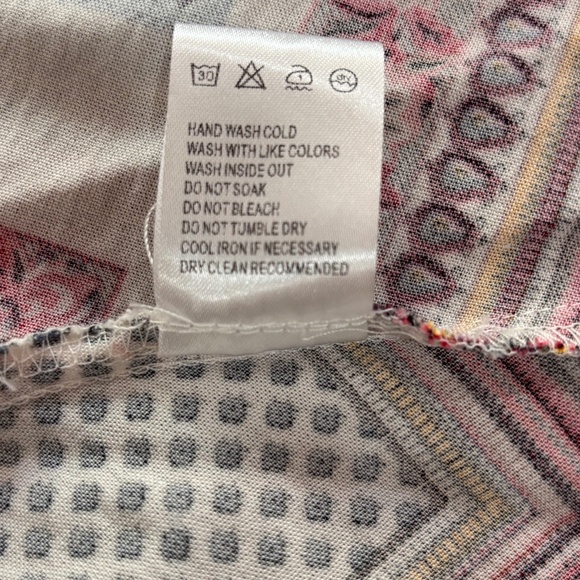 30
HAND WASH COLD
WASH WITH LIKE COLORS
WASH INSIDE OUT
DO NOT SOAK
DO NOT BLEACH
DO NOT TUMBLE DRY
COOL IRON IF NECESSARY
DRY CLEAN RECOMMENDED